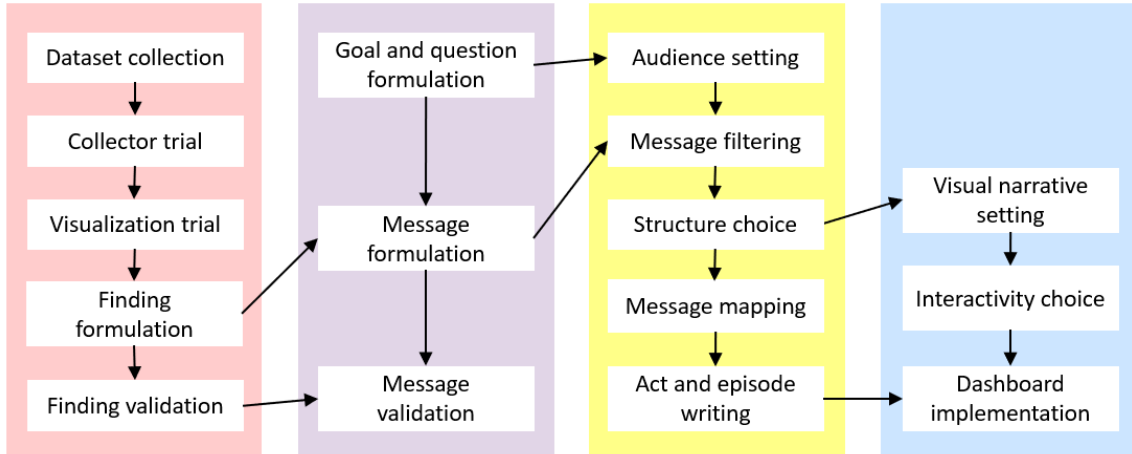 Dataset collection
Collector trial
Visualization trial
Finding
formulation
Finding validation
Goal and question
formulation
Message
formulation
Message
validation
Audience setting
Message filtering
Structure choice
Message mapping
Act and episode
writing
Visual narrative
setting
Interactivity choice
Dashboard
implementation